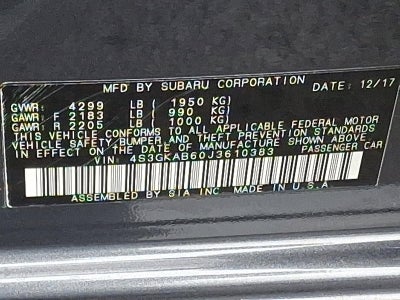 MFD BY SUBARU CORPORATION DATE: 12/17
GVWR: 4299 LB ( 1950 KG)
GAWR: F 2183 LB ( 990 KG)
GAWR: R 2205 LB ( 1000 KG)
THIS VEHICLE CONFORMS TO ALL APPLICABLE FEDERAL MOTOR
VEHICLE SAFETY, BUMPER, AND THEFT PREVENTION STANDARDS
IN EFFECT ON THE DATE OF MANUFACTURE SHOWN ABOVE.
VIN: 4S3GKAB60J3610383 PASSENGER CAR
ASSEMBLED BY SIA INC. MADE IN U.S.A.